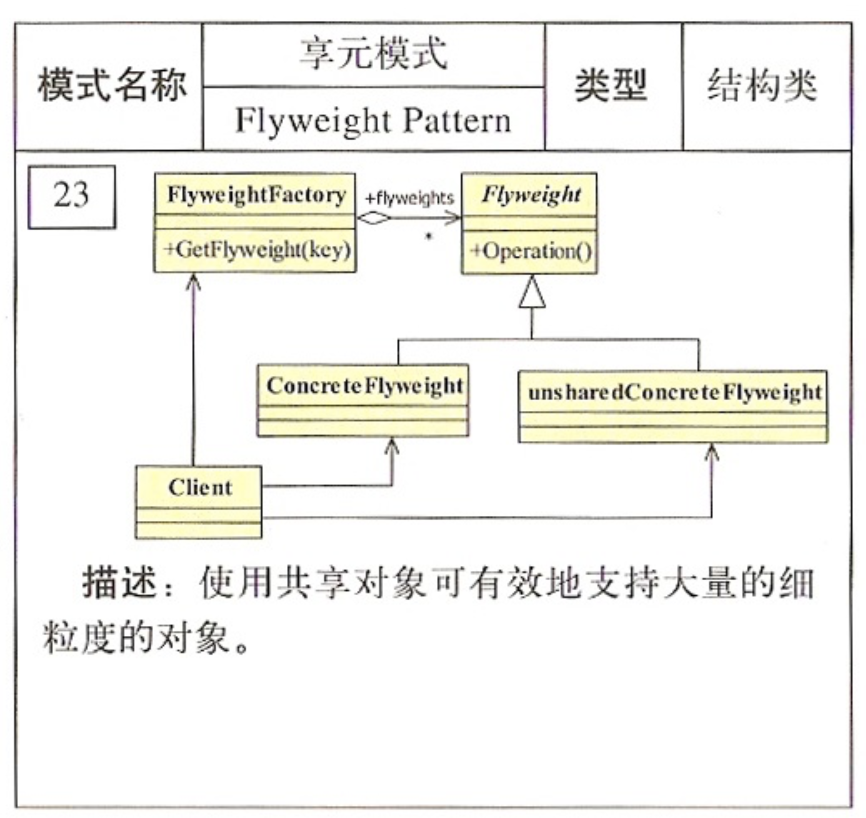 模式名称
享元模式
Flyweight Pattern
类型
结构类
23
FlyweightFactory
+GetFlyweight(key)
+flyweights
*
Flyweight
+Operation()
ConcreteFlyweight
unsharedConcreteFlyweight
Client
描述：使用共享对象可有效地支持大量的细
粒度的对象。